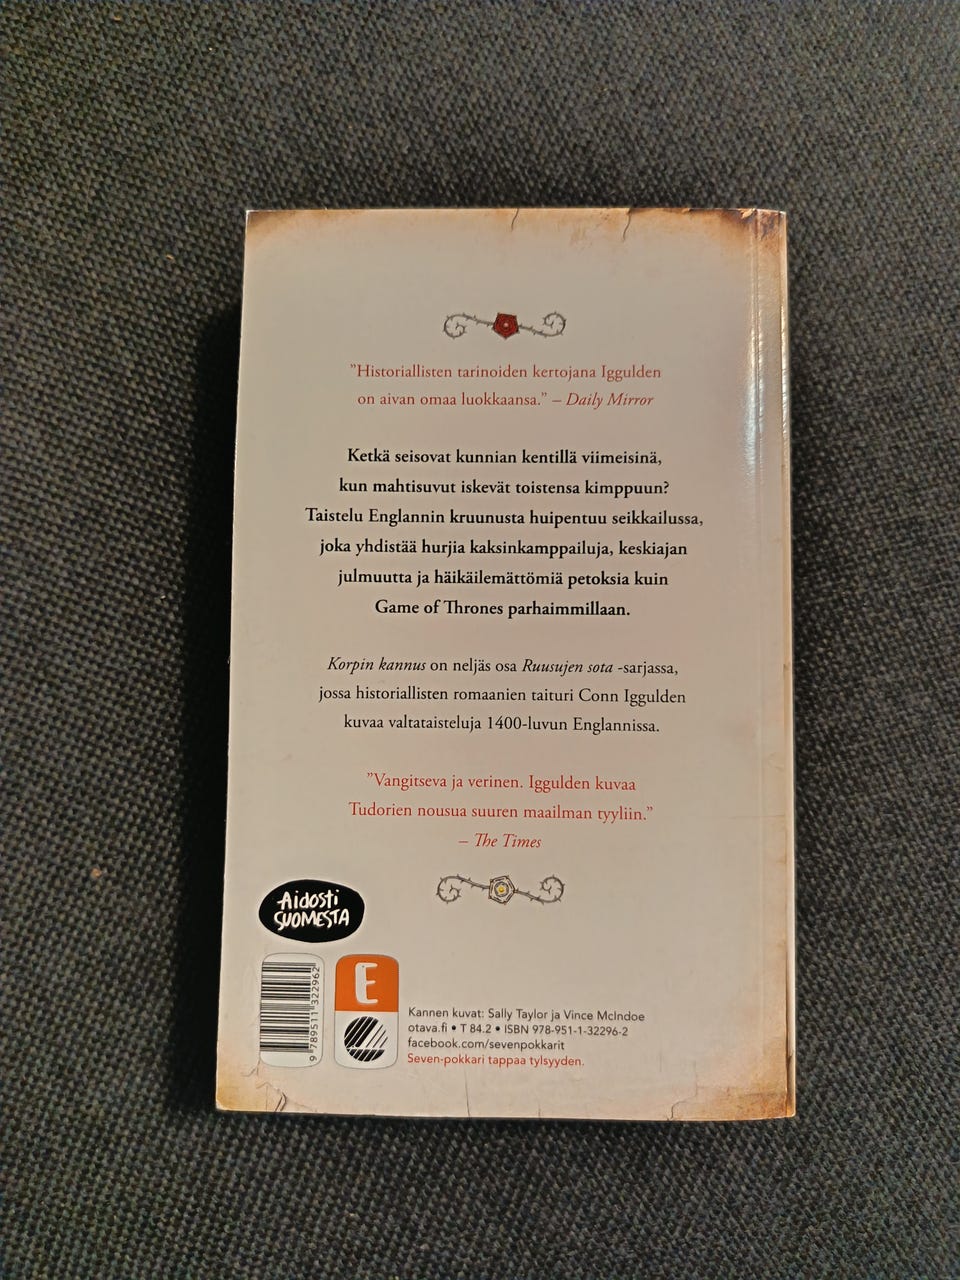 ”Historiallisten tarinoiden kertojana Iggulden
on aivan omaa luokkaansa.” – Daily Mirror
Ketkä seisovat kunnian kentillä viimeisinä,
kun mahtisuvut iskevät toistensa kimppuun?
Taistelu Englannin kruunusta huipentuu seikkailussa,
joka yhdistää hurjia kaksinkamppailuja, keskiajan
julmuutta ja häikäilemättömiä petoksia kuin
Game of Thrones parhaimmillaan.
Korpin kannus on neljäs osa Ruusujen sota -sarjassa,
jossa historiallisten romaanien taituri Conn Iggulden
kuvaa valtataisteluja 1400-luvun Englannissa.
”Vangitseva ja verinen. Iggulden kuvaa
Tudorien nousua suuren maailman tyyliin.”
– The Times
Aidosti
SUOMESTA
9 789511 322962
E
Kannen kuvat: Sally Taylor ja Vince McIndoe
otava.fi • T 84.2 • ISBN 978-951-1-32296-2
facebook.com/sevenpokkarit
Seven-pokkari tappaa tylsyyden.